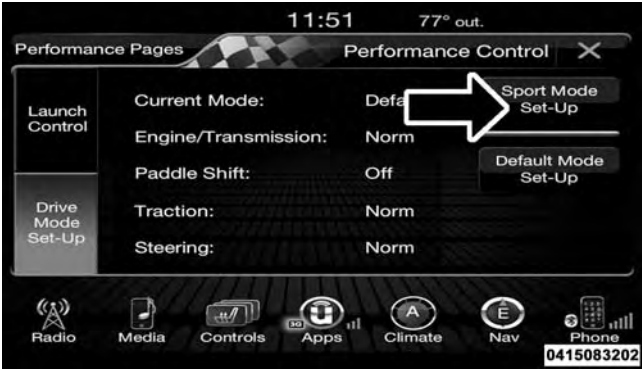 11:51 77° out.
Performance Pages Performance Control
Launch Control
Drive Mode Set-Up
Current Mode: Defa
Engine/Transmission: Norm
Paddle Shift: Off
Traction: Norm
Steering: Norm
Sport Mode
Set-Up
Default Mode
Set-Up
Radio Media Controls 3G Apps A Climate E Nav Phone
0415083202